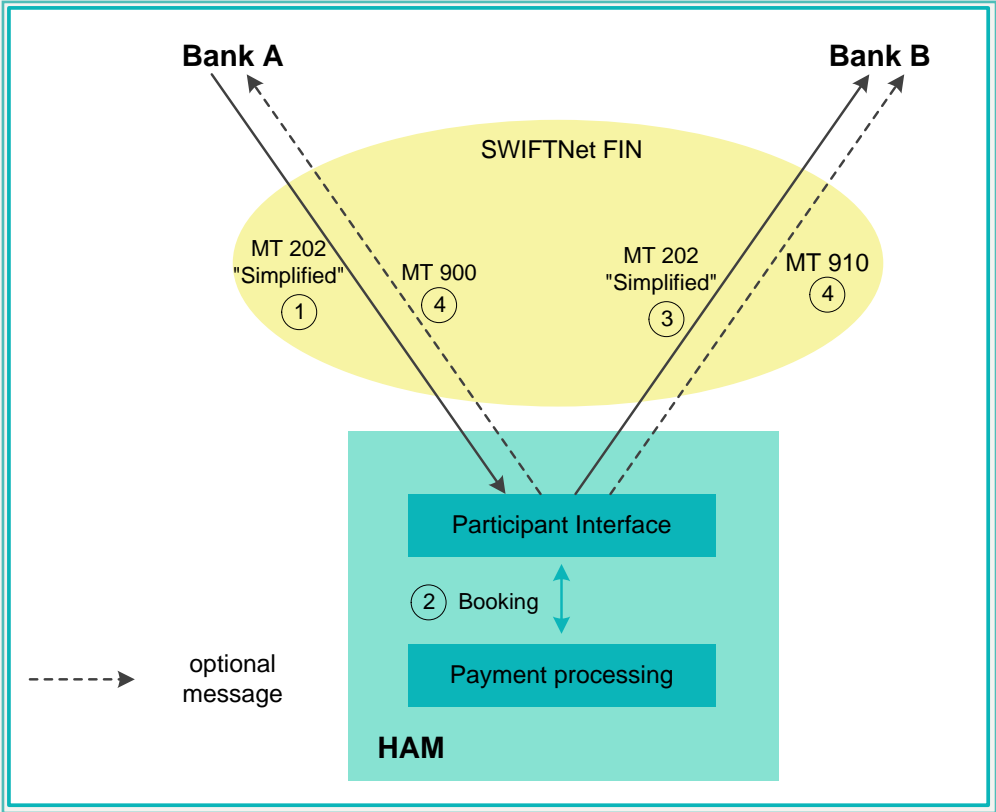 Bank A
Bank B
SWIFTNet FIN
MT 202
"Simplified"
1
MT 900
4
MT 202
"Simplified"
3
MT 910
4
Participant Interface
2 Booking
Payment processing
optional
message
HAM